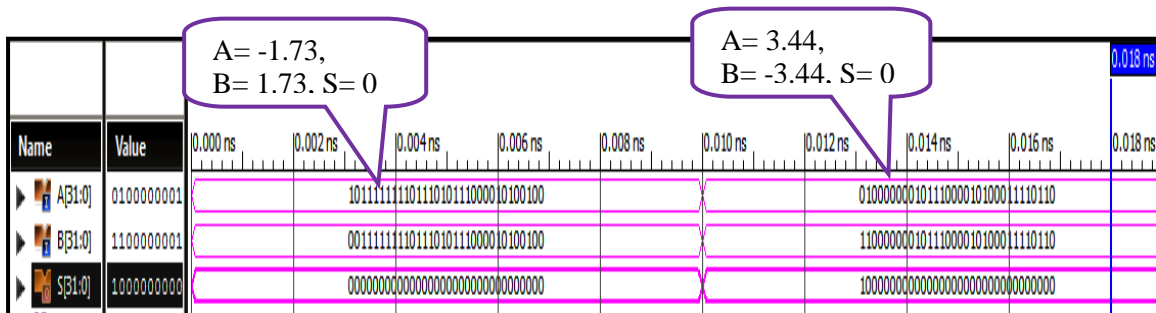 A= -1.73,
B= 1.73, S= 0
A= 3.44,
B= -3.44, S= 0
0.018 ns
Name Value 0.000 ns 0.002 ns 0.004 ns 0.006 ns 0.008 ns 0.010 ns 0.012 ns 0.014 ns 0.016 ns 0.018 ns
A[31:0] 0100000001 10111111110111010111000010100100 01000000010111000010100011110110
B[31:0] 1100000001 00111111110111010111000010100100 11000000010111000010100011110110
S[31:0] 1000000000 00000000000000000000000000000000 10000000000000000000000000000000